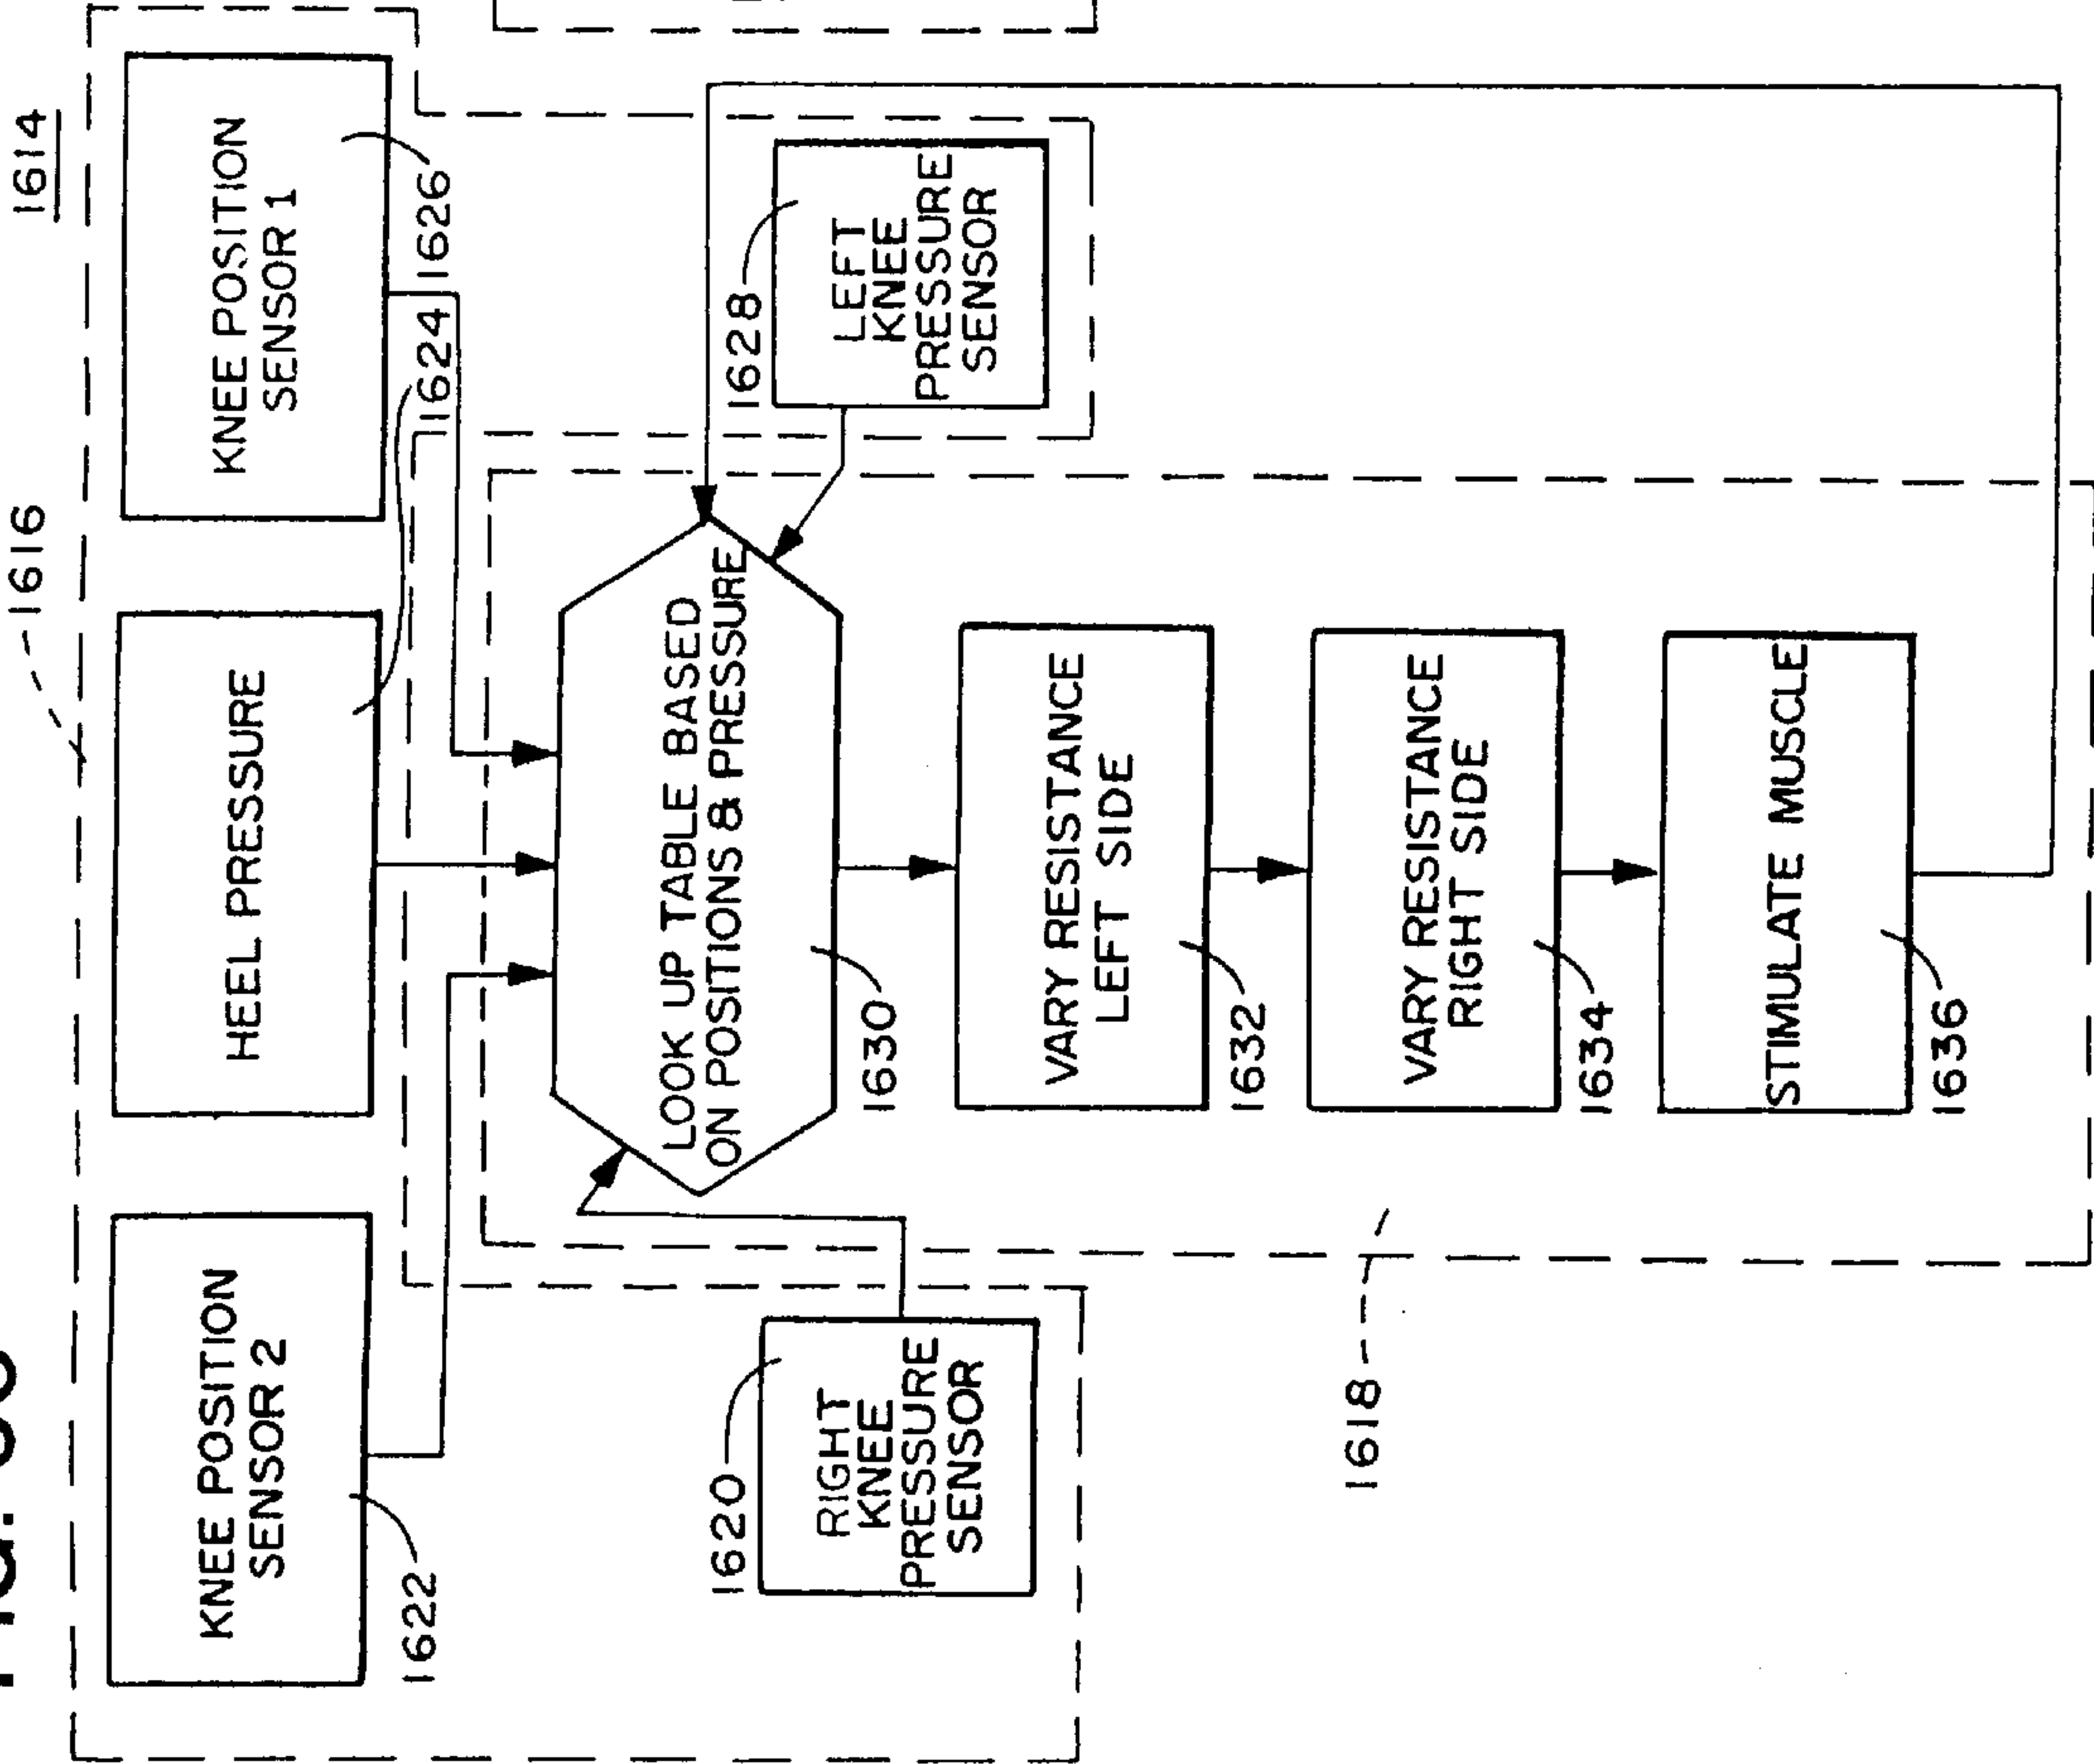 1614
1616
KNEE POSITION
SENSOR 2
1622
HEEL PRESSURE
1624
KNEE POSITION
SENSOR 1
1626
1620
RIGHT
KNEE
PRESSURE
SENSOR
LOOK UP TABLE BASED
ON POSITIONS & PRESSURE
1630
1628
LEFT
KNEE
PRESSURE
SENSOR
VARY RESISTANCE
LEFT SIDE
1632
1618
VARY RESISTANCE
RIGHT SIDE
1634
STIMULATE MUSCLE
1636